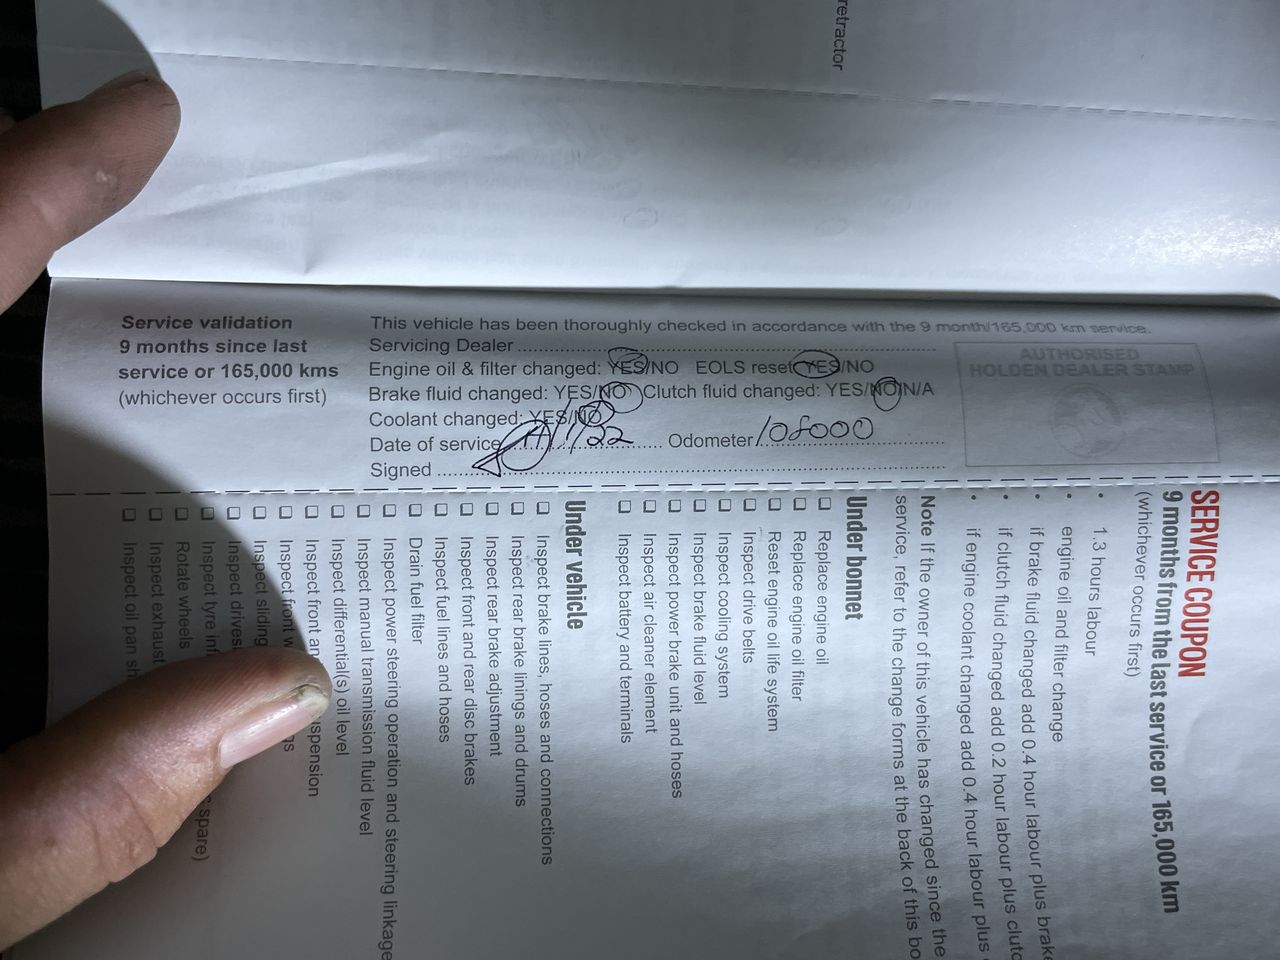 retractor
Service validation
9 months since last
service or 165,000 kms
(whichever occurs first)
This vehicle has been thoroughly checked in accordance with the 9 month/165,000 km service.
Servicing Dealer
Engine oil & filter changed: YES/NO EOLS reset YES/NO
Brake fluid changed: YES/NO Clutch fluid changed: YES/NO/N/A
Coolant changed: YES/NO
Date of service Odometer 108000
Signed
AUTHORISED
HOLDEN DEALER STAMP
SERVICE COUPON
9 months from the last service or 165,000 km
(whichever occurs first)
• 1.3 hours labour
• engine oil and filter change
• if brake fluid changed add 0.4 hour labour plus brake
• if clutch fluid changed add 0.2 hour labour plus clutc
• if engine coolant changed add 0.4 hour labour plus
Note If the owner of this vehicle has changed since the
service, refer to the change forms at the back of this bo
Under bonnet
❑ Replace engine oil
❑ Replace engine oil filter
❑ Reset engine oil life system
❑ Inspect drive belts
❑ Inspect cooling system
❑ Inspect brake fluid level
❑ Inspect power brake unit and hoses
❑ Inspect air cleaner element
❑ Inspect battery and terminals
Under vehicle
❑ Inspect brake lines, hoses and connections
❑ Inspect rear brake linings and drums
❑ Inspect rear brake adjustment
❑ Inspect front and rear disc brakes
❑ Inspect fuel lines and hoses
❑ Drain fuel filter
❑ Inspect power steering operation and steering linkage
❑ Inspect manual transmission fluid level
❑ Inspect differential(s) oil level
❑ Inspect front an uspension
❑ Inspect front w gs
❑ Inspect sliding
❑ Inspect drives
❑ Inspect tyre inf spare)
❑ Rotate wheels
❑ Inspect exhaust
❑ Inspect oil pan sh